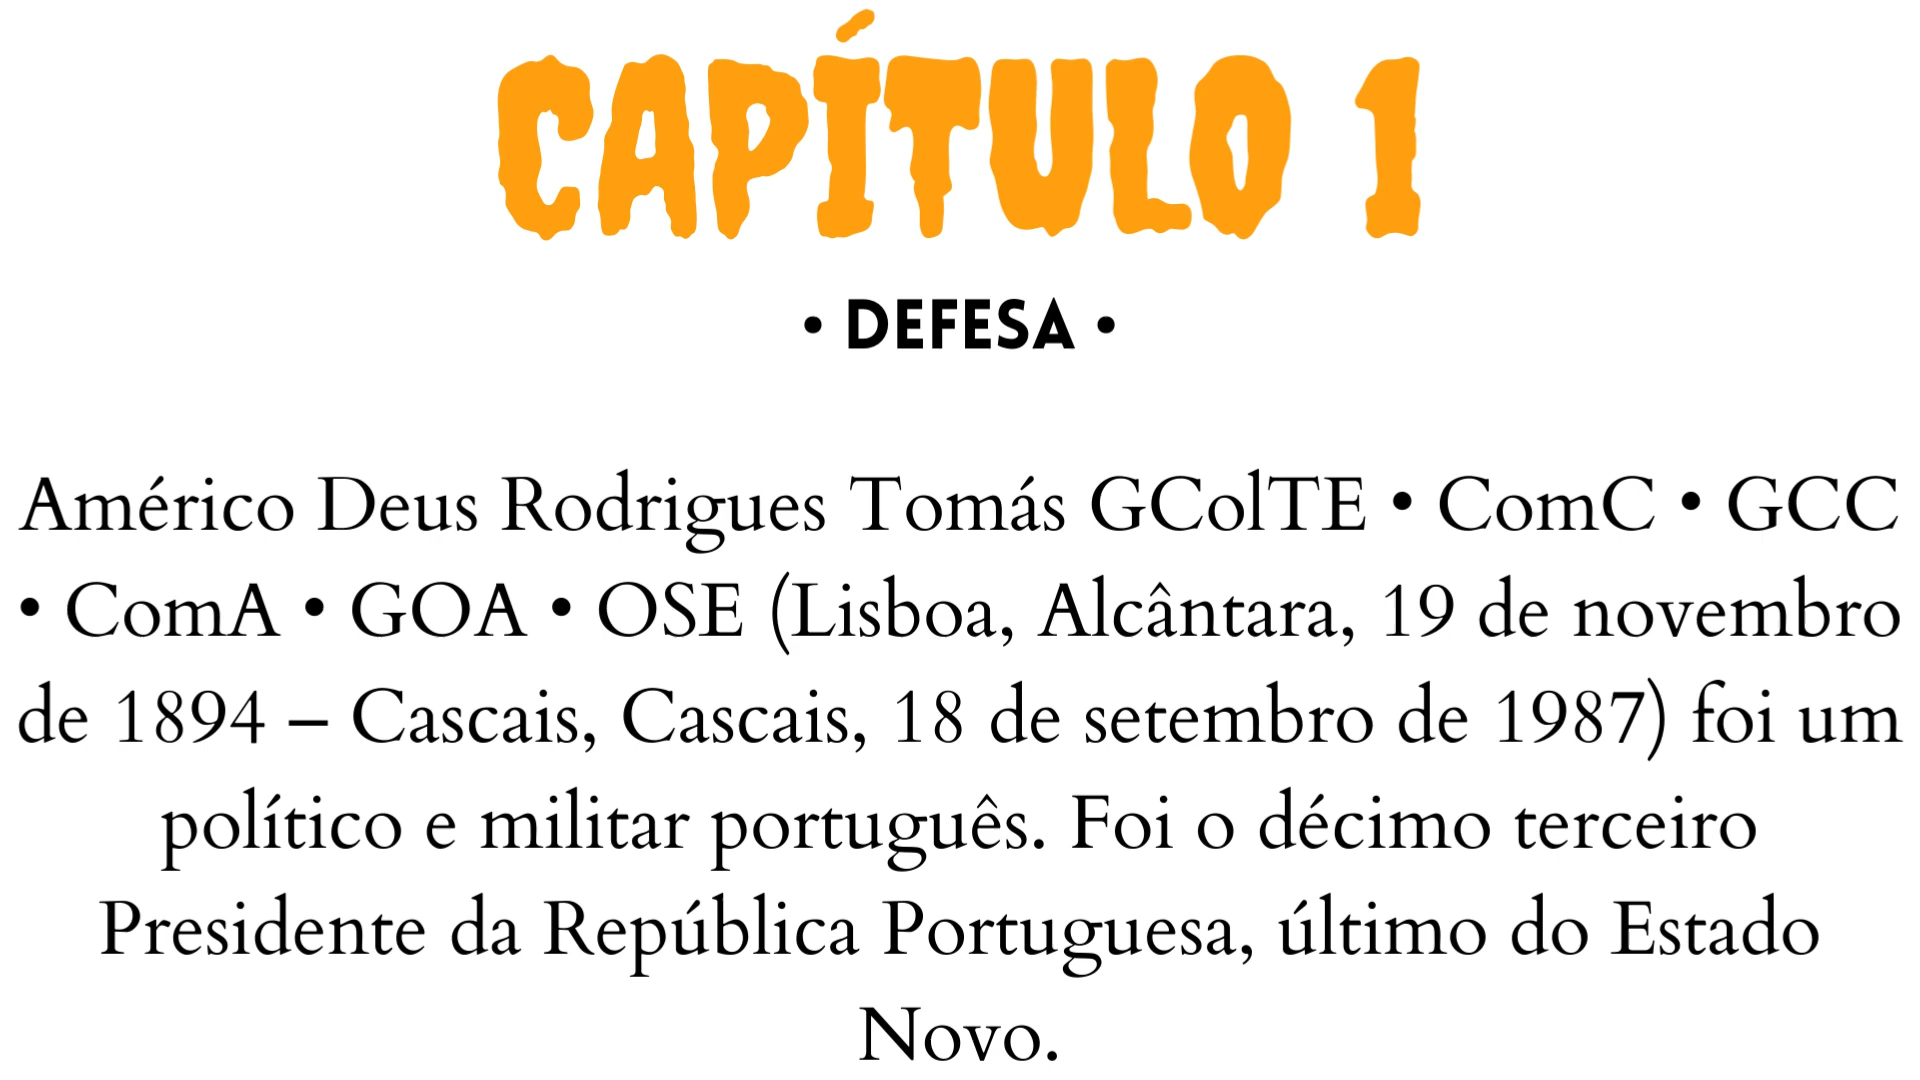 CAPÍTULO 1
• DEFESA •
Américo Deus Rodrigues Tomás GColTE • ComC • GCC
• ComA • GOA • OSE (Lisboa, Alcântara, 19 de novembro
de 1894 – Cascais, Cascais, 18 de setembro de 1987) foi um
político e militar português. Foi o décimo terceiro
Presidente da República Portuguesa, último do Estado
Novo.